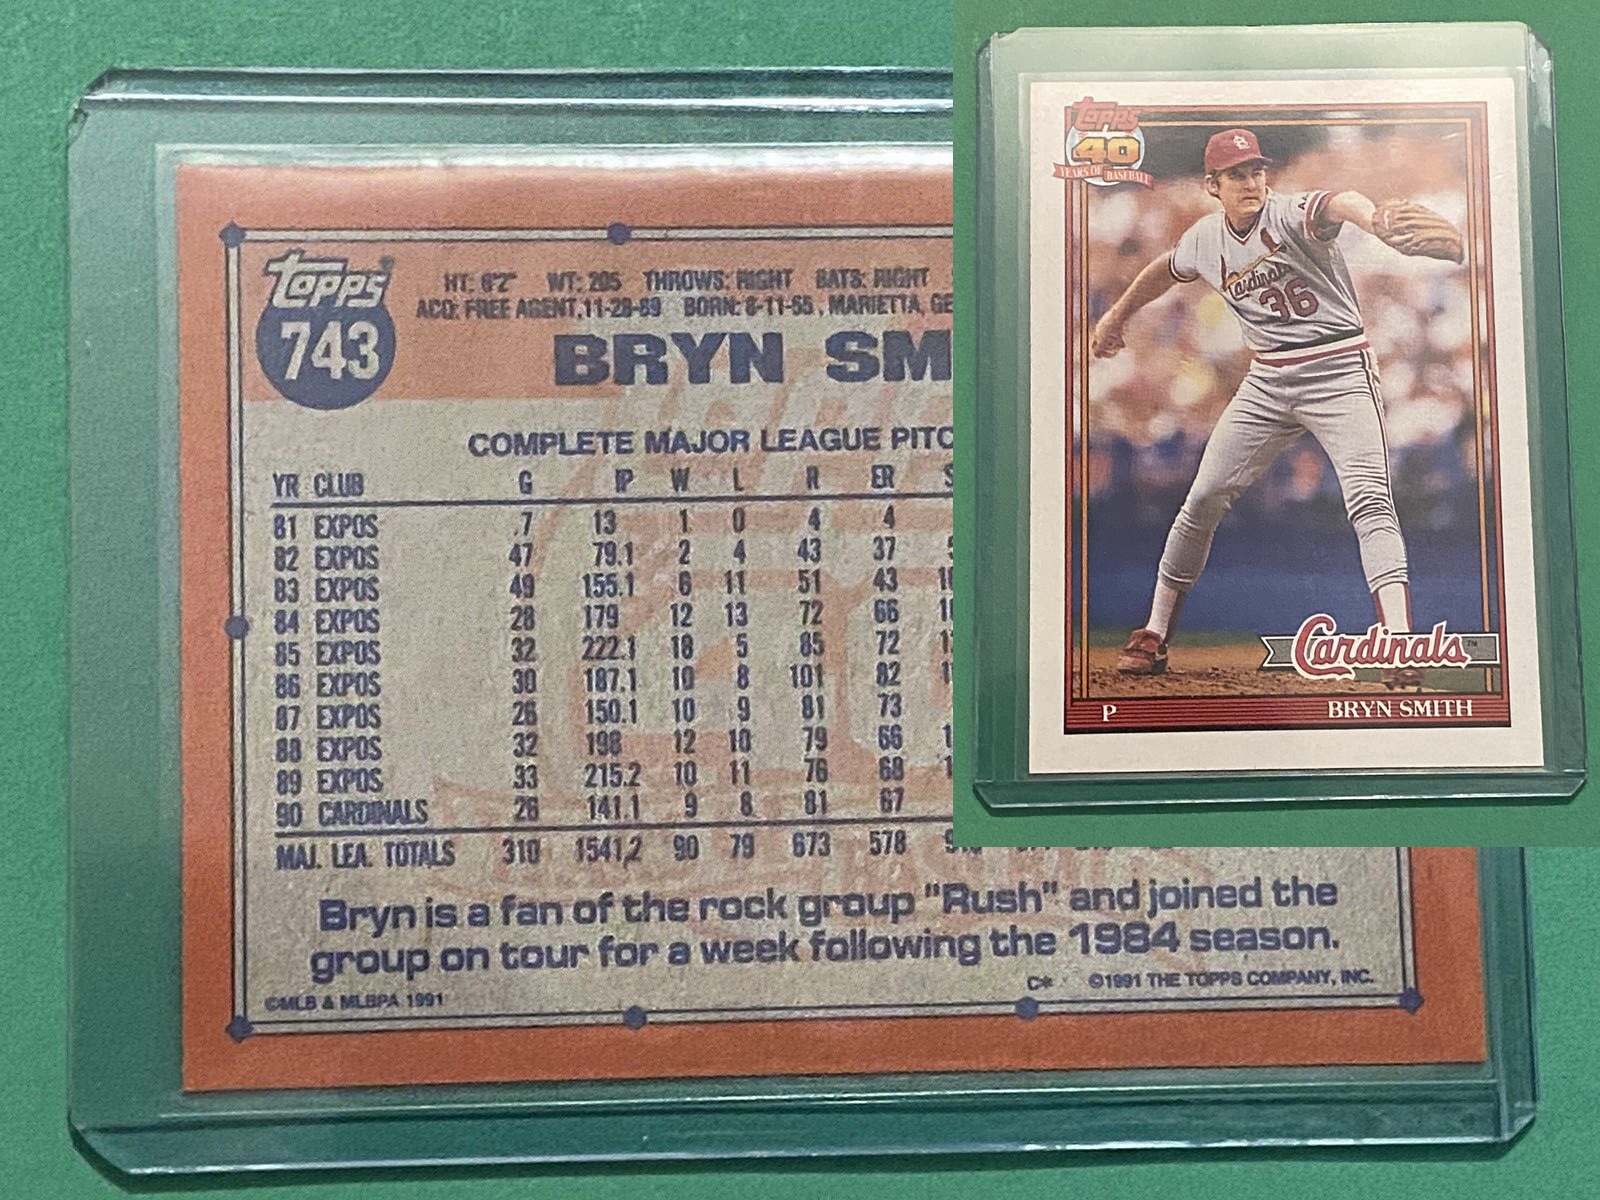 Topps®
743
HT: 6'2" WT: 205 THROWS: RIGHT BATS: RIGHT
ACQ: FREE AGENT, 11-28-89 BORN: 8-11-55, MARIETTA, GE
BRYN SM
COMPLETE MAJOR LEAGUE PITC
YR CLUB G IP W L R ER S
81 EXPOS 7 13 1 0 4 4
82 EXPOS 47 79.1 2 4 43 37
83 EXPOS 49 155.1 6 11 51 43
84 EXPOS 28 179 12 13 72 66
85 EXPOS 32 222.1 18 5 85 72
86 EXPOS 30 187.1 10 8 101 82
87 EXPOS 26 150.1 10 9 81 73
88 EXPOS 32 198 12 10 79 66
89 EXPOS 33 215.2 10 11 76 68
90 CARDINALS 26 141.1 9 8 81 67
MAJ. LEA. TOTALS 310 1541.2 90 79 673 578
Bryn is a fan of the rock group "Rush" and joined the
group on tour for a week following the 1984 season.
C* ©1991 THE TOPPS COMPANY, INC.
©MLB & MLBPA 1991
Topps
40
YEARS OF BASEBALL
Cardinals
36
Cardinals™
P BRYN SMITH